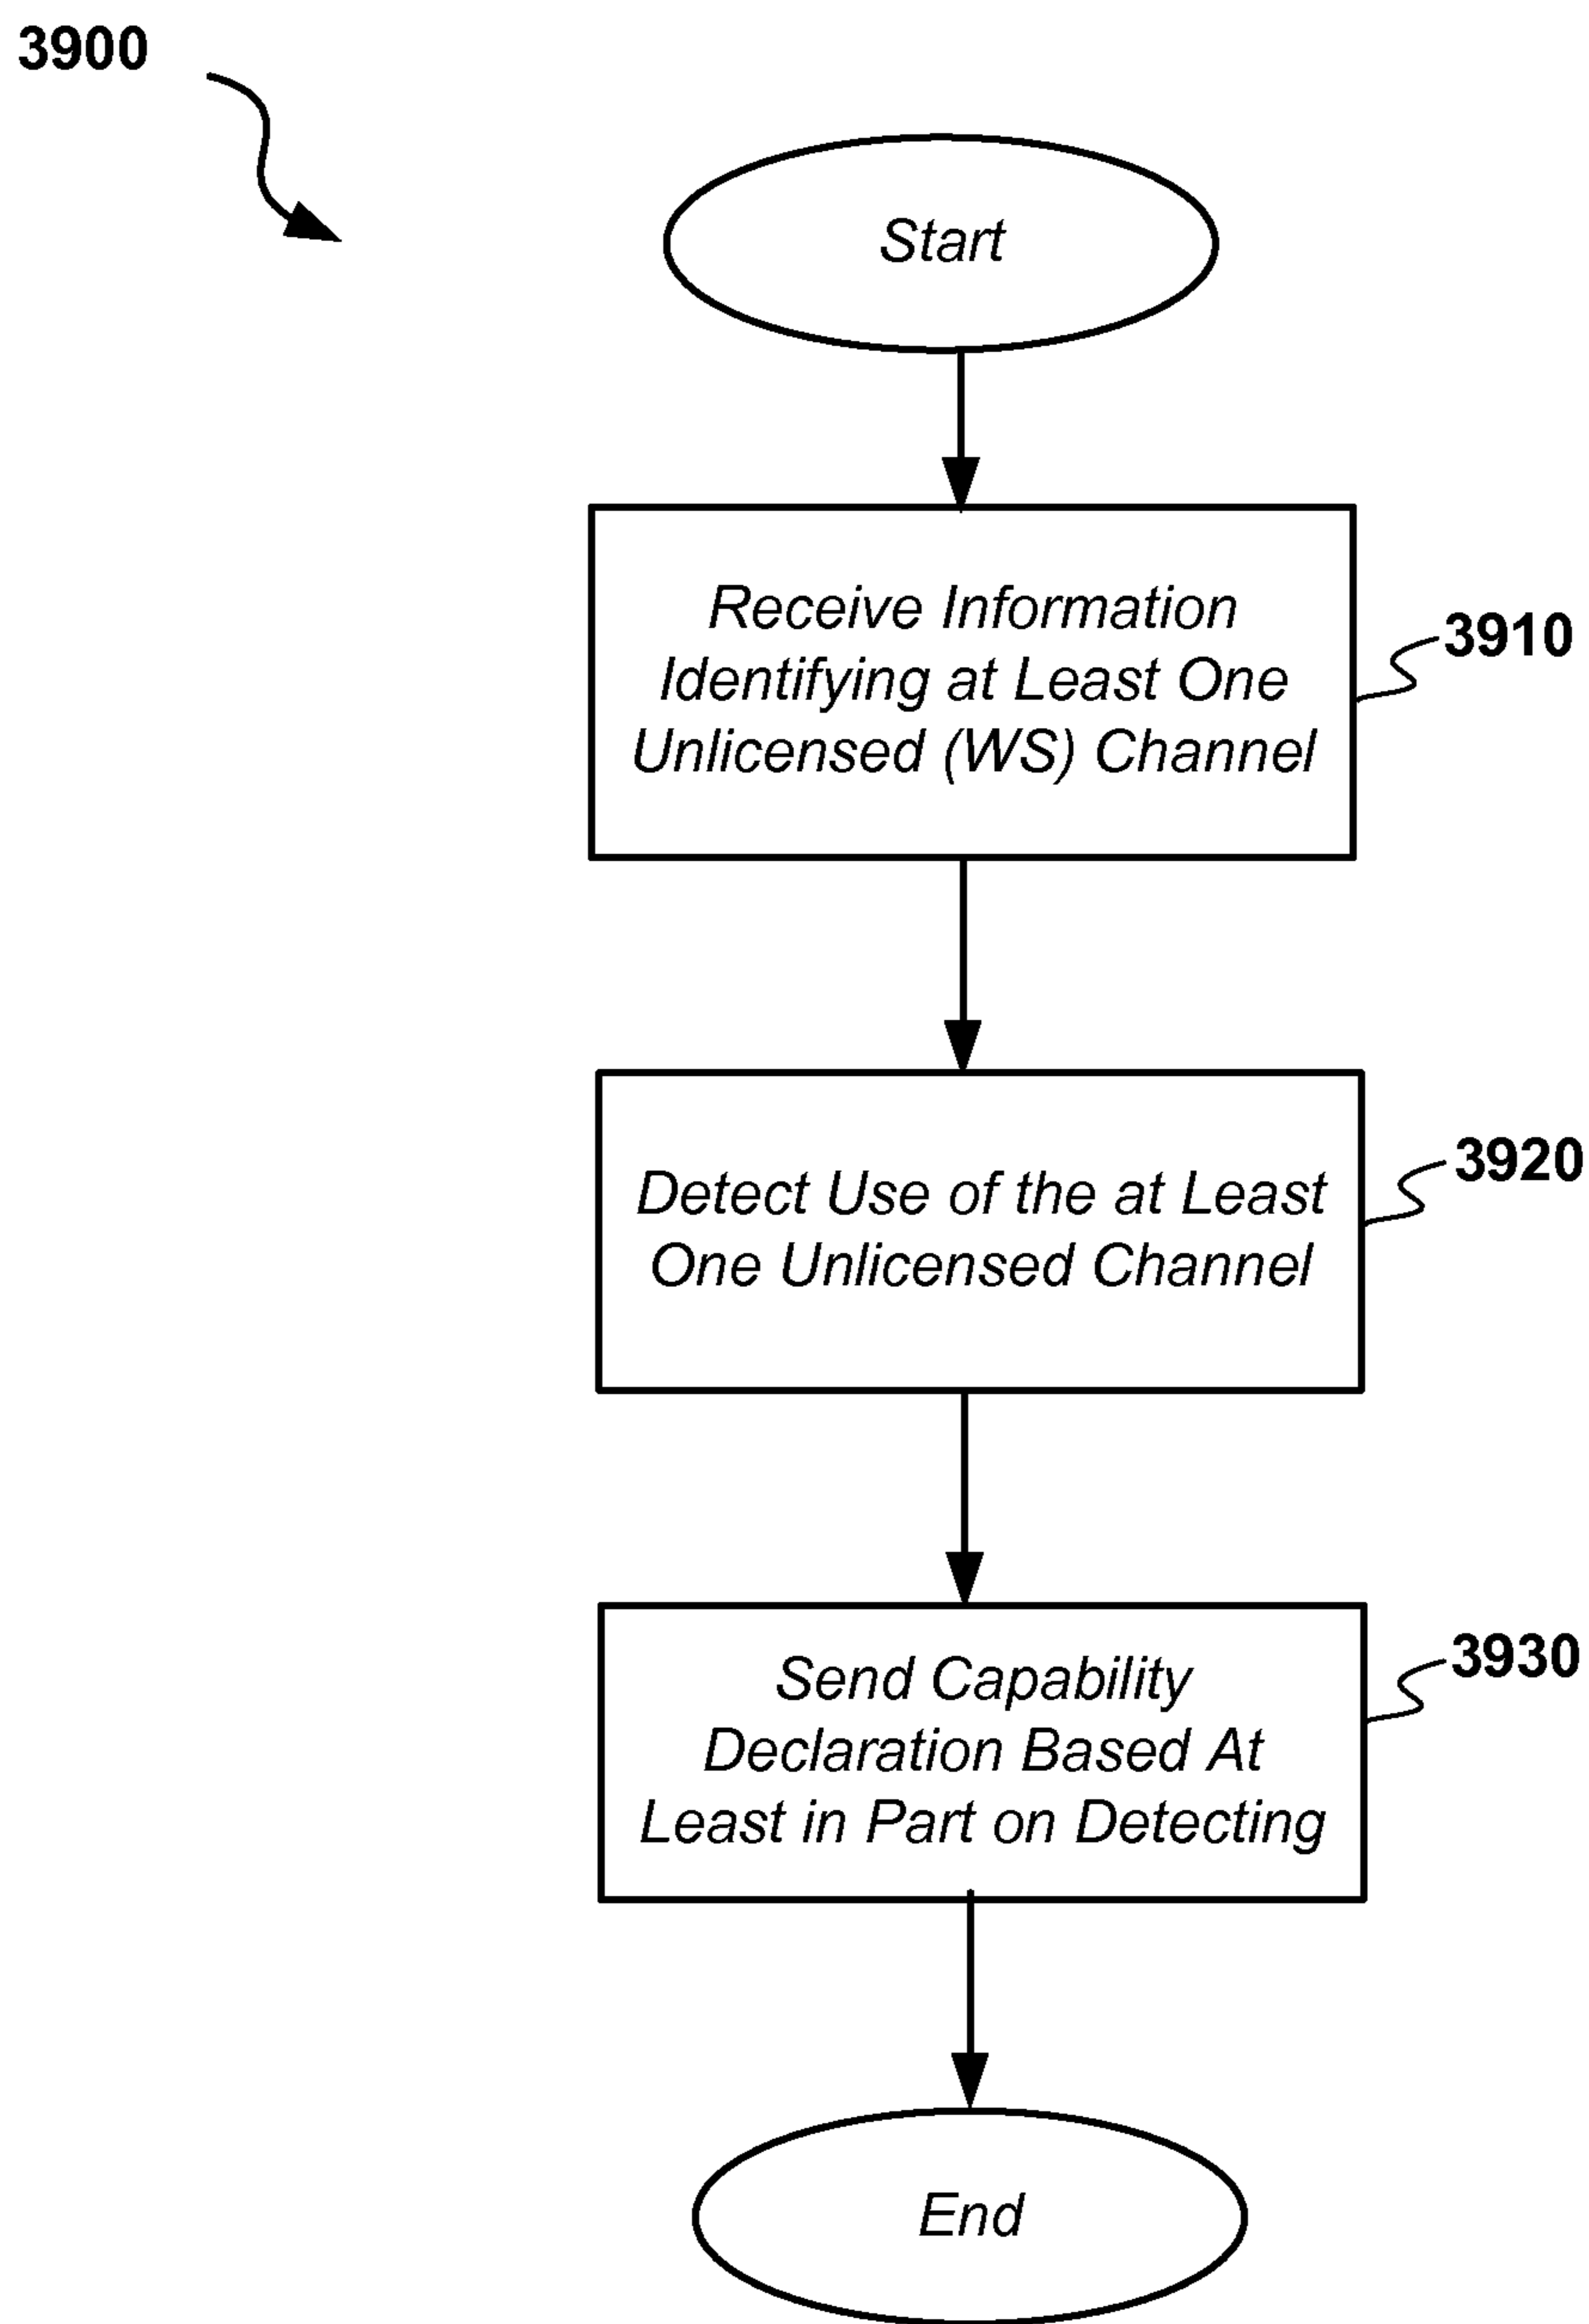 3900
Start
Receive Information
Identifying at Least One
Unlicensed (WS) Channel
3910
Detect Use of the at Least
One Unlicensed Channel
3920
Send Capability
Declaration Based At
Least in Part on Detecting
3930
End